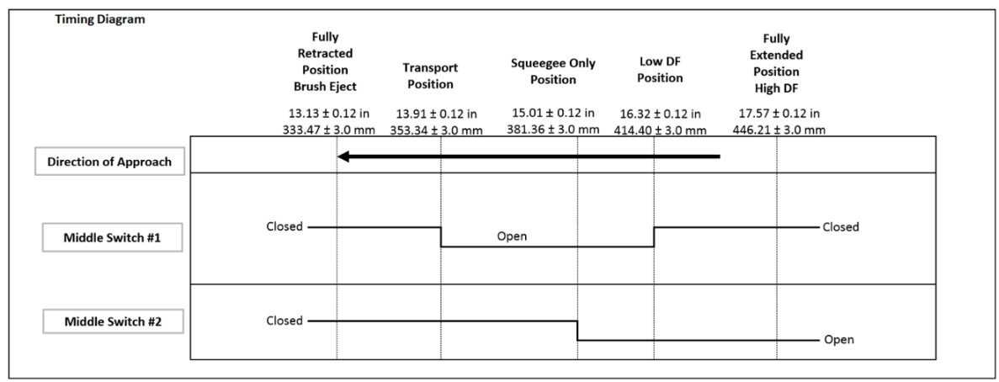 Timing Diagram
Fully
Retracted
Position
Brush Eject
Transport
Position
Squeegee Only
Position
Low DF
Position
Fully
Extended
Position
High DF
13.13 ± 0.12 in
333.47 ± 3.0 mm
13.91 ± 0.12 in
353.34 ± 3.0 mm
15.01 ± 0.12 in
381.36 ± 3.0 mm
16.32 ± 0.12 in
414.40 ± 3.0 mm
17.57 ± 0.12 in
446.21 ± 3.0 mm
Direction of Approach
Middle Switch #1
Closed
Open
Closed
Middle Switch #2
Closed
Open